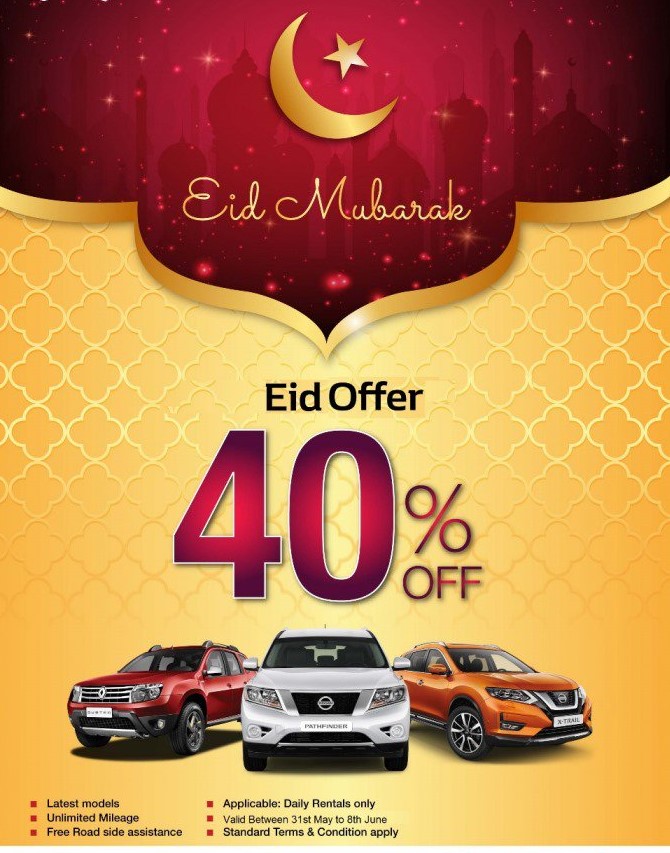 Eid Mubarak
Eid Offer
40%
OFF
DUSTER
PATHFINDER
X-TRAIL
Latest models
Unlimited Mileage
Free Road side assistance
Applicable: Daily Rentals only
Valid Between 31st May to 8th June
Standard Terms & Condition apply